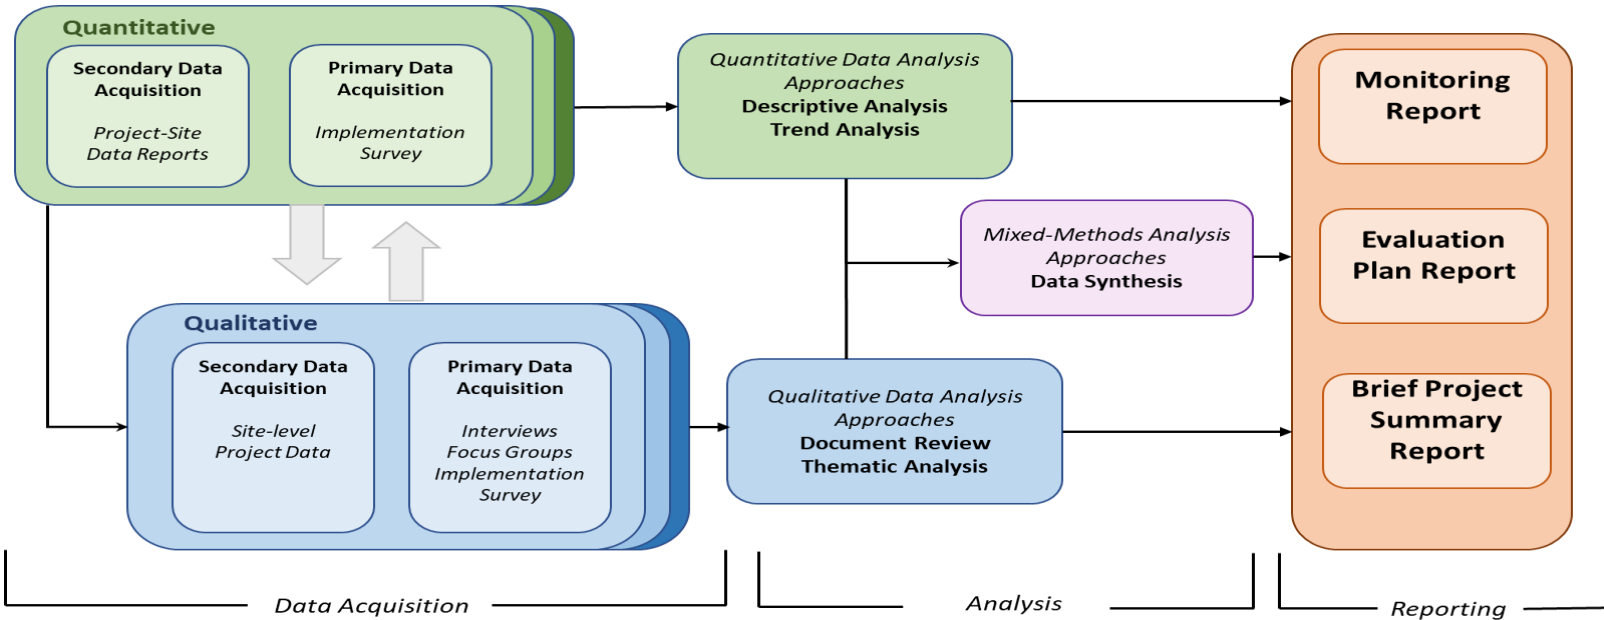 Quantitative
Secondary Data
Acquisition
Project-Site
Data Reports
Primary Data
Acquisition
Implementation
Survey
Qualitative
Secondary Data
Acquisition
Site-level
Project Data
Primary Data
Acquisition
Interviews
Focus Groups
Implementation
Survey
Data Acquisition
Quantitative Data Analysis
Approaches
Descriptive Analysis
Trend Analysis
Mixed-Methods Analysis
Approaches
Data Synthesis
Qualitative Data Analysis
Approaches
Document Review
Thematic Analysis
Analysis
Monitoring
Report
Evaluation
Plan Report
Brief Project
Summary
Report
Reporting